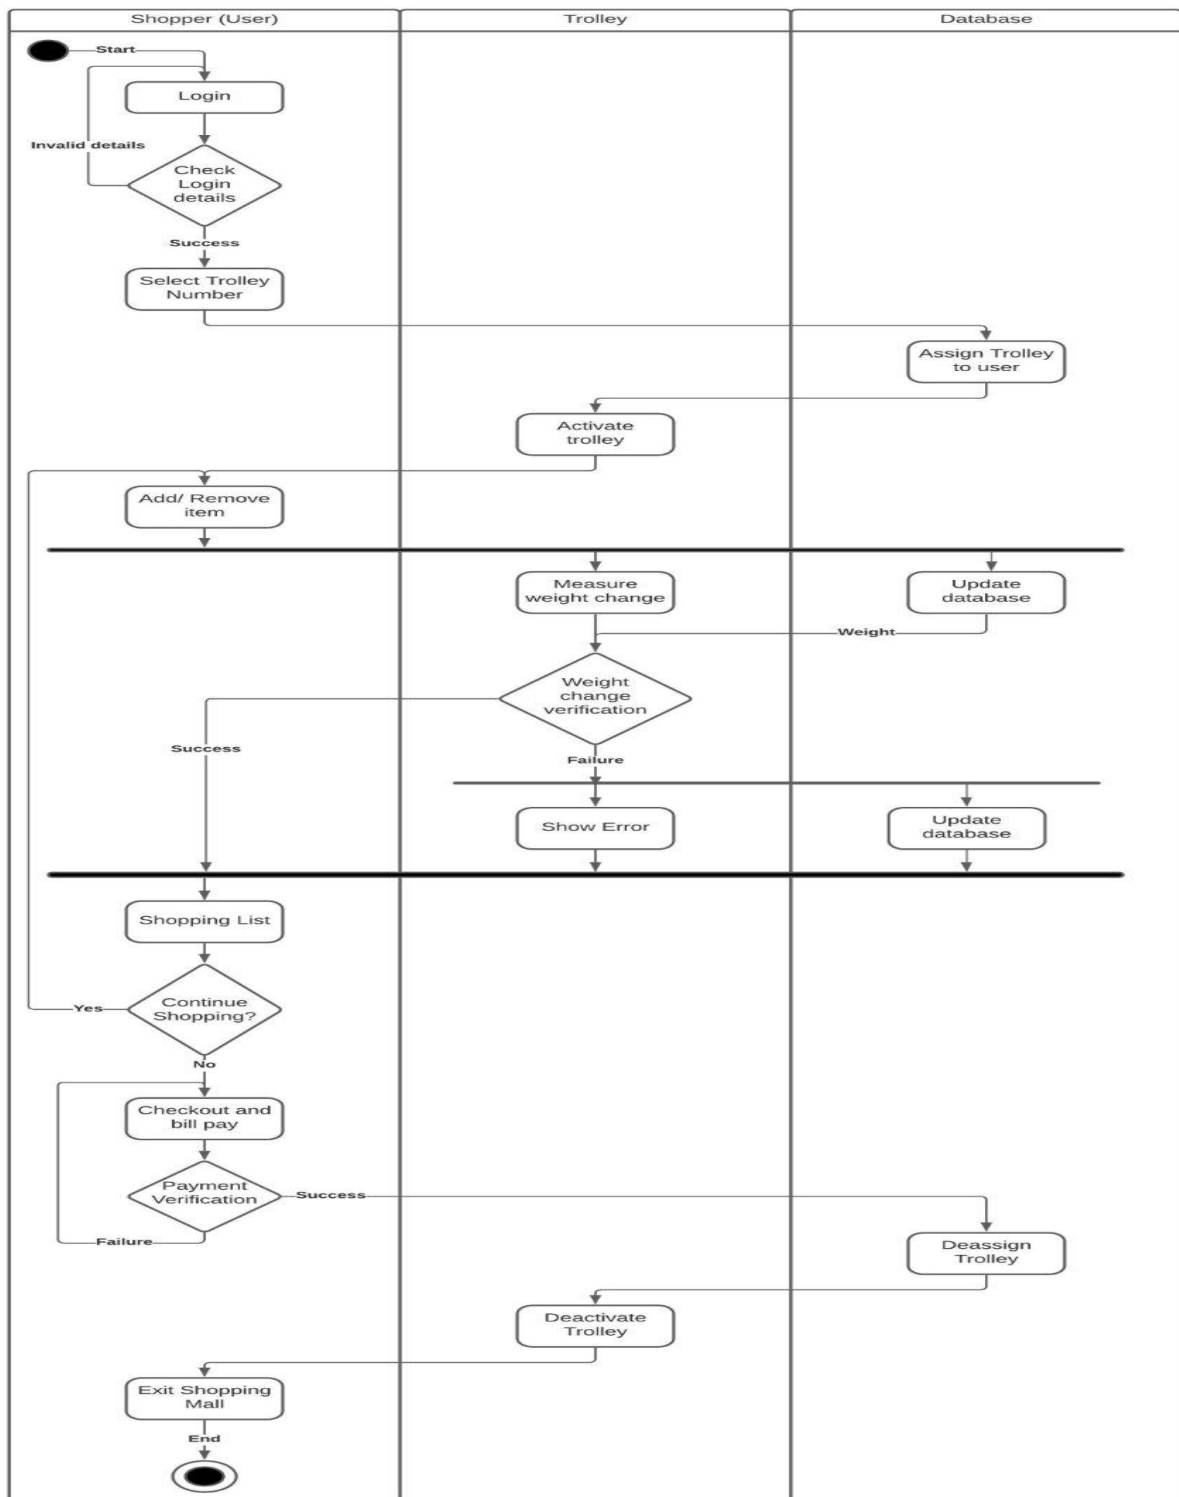 Shopper (User)
Trolley
Database
Start
Login
Invalid details
Check
Login
details
Success
Select Trolley
Number
Assign Trolley
to user
Activate
trolley
Add/ Remove
item
Measure
weight change
Update
database
Weight
Weight
change
verification
Success
Failure
Show Error
Update
database
Shopping List
Continue
Shopping?
Yes
No
Checkout and
bill pay
Payment
Verification
Success
Failure
Deassign
Trolley
Deactivate
Trolley
Exit Shopping
Mall
End